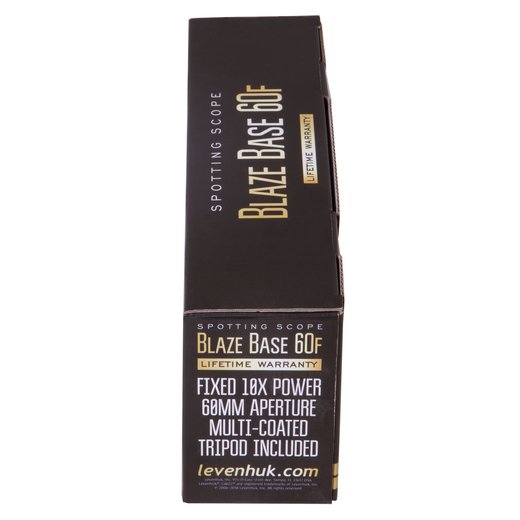 SPOTTING SCOPE
BLAZE BASE 60F
LIFETIME WARRANTY
SPOTTING SCOPE
BLAZE BASE 60F
LIFETIME WARRANTY
FIXED 10X POWER
60MM APERTURE
MULTI-COATED
TRIPOD INCLUDED
levenhuk.com